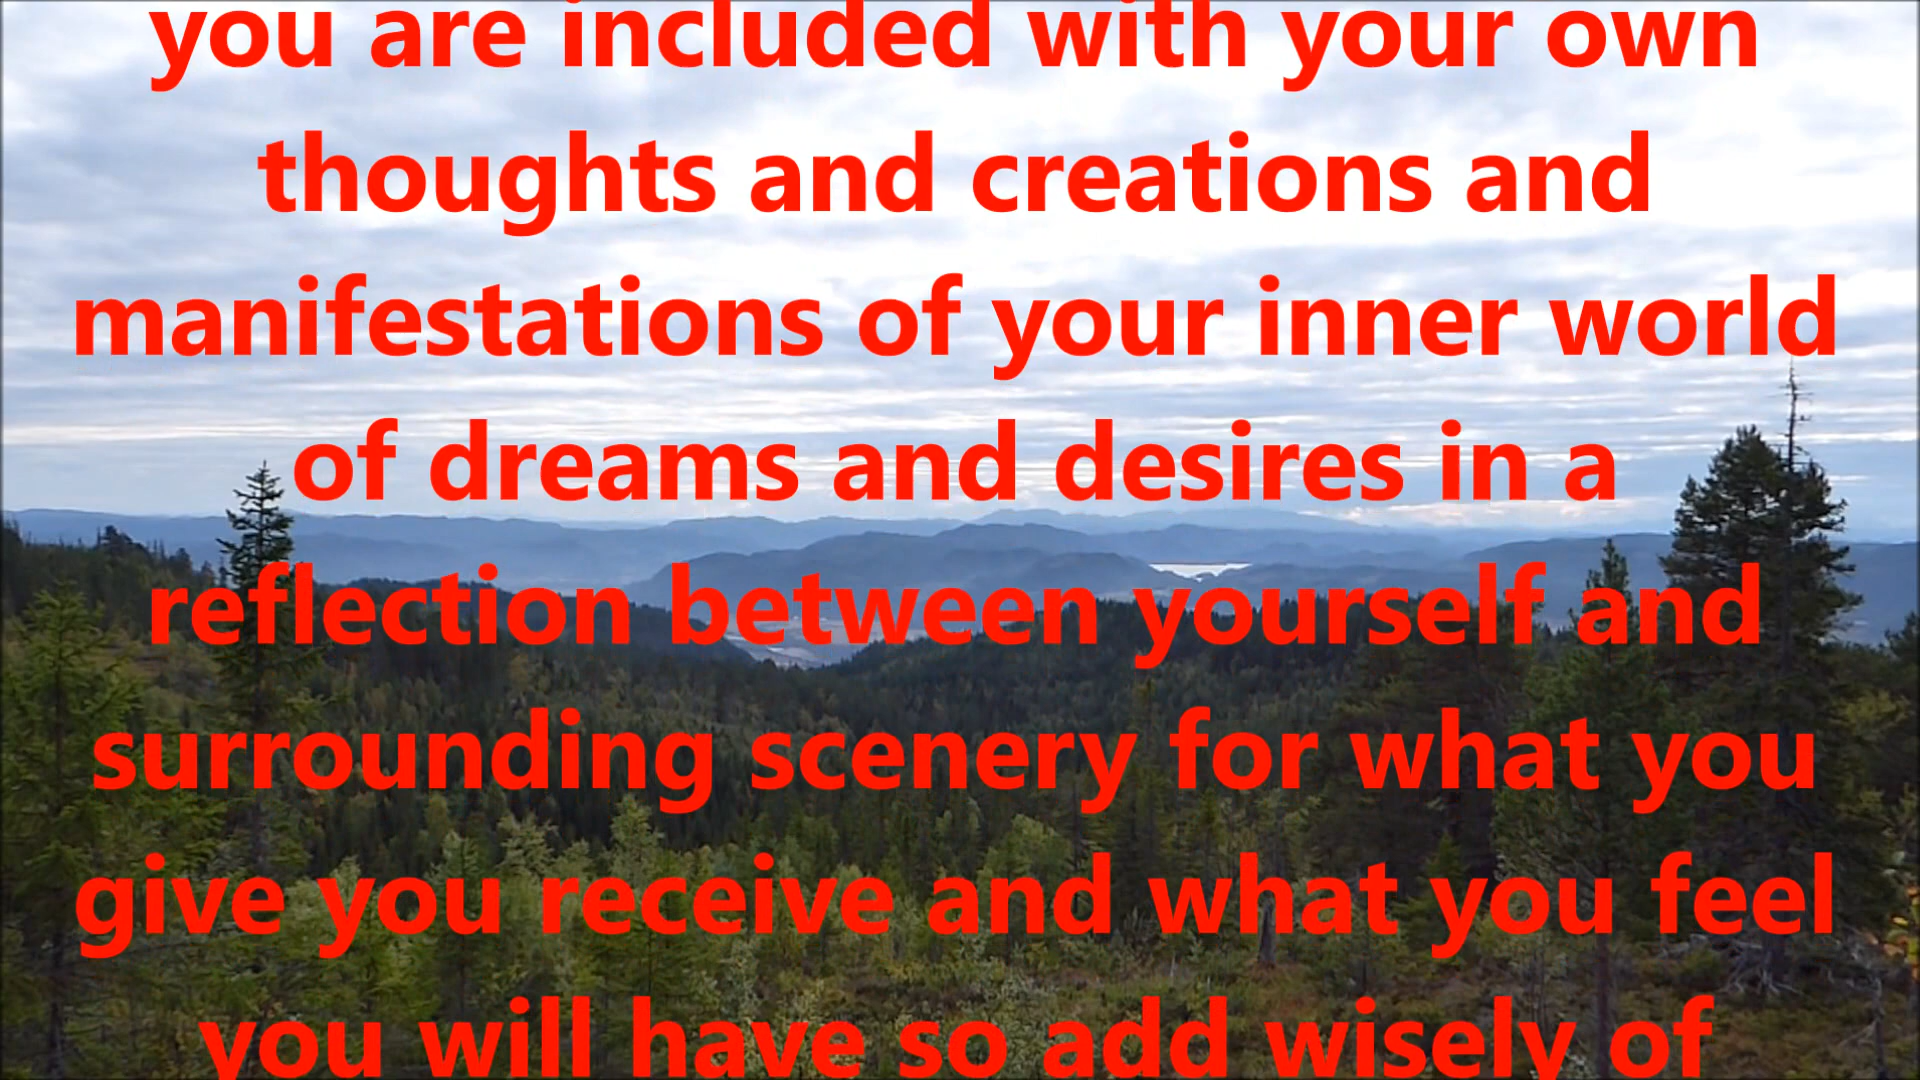 you are included with your own
thoughts and creations and
manifestations of your inner world
of dreams and desires in a
reflection between yourself and
surrounding scenery for what you
give you receive and what you feel
you will have so add wisely of